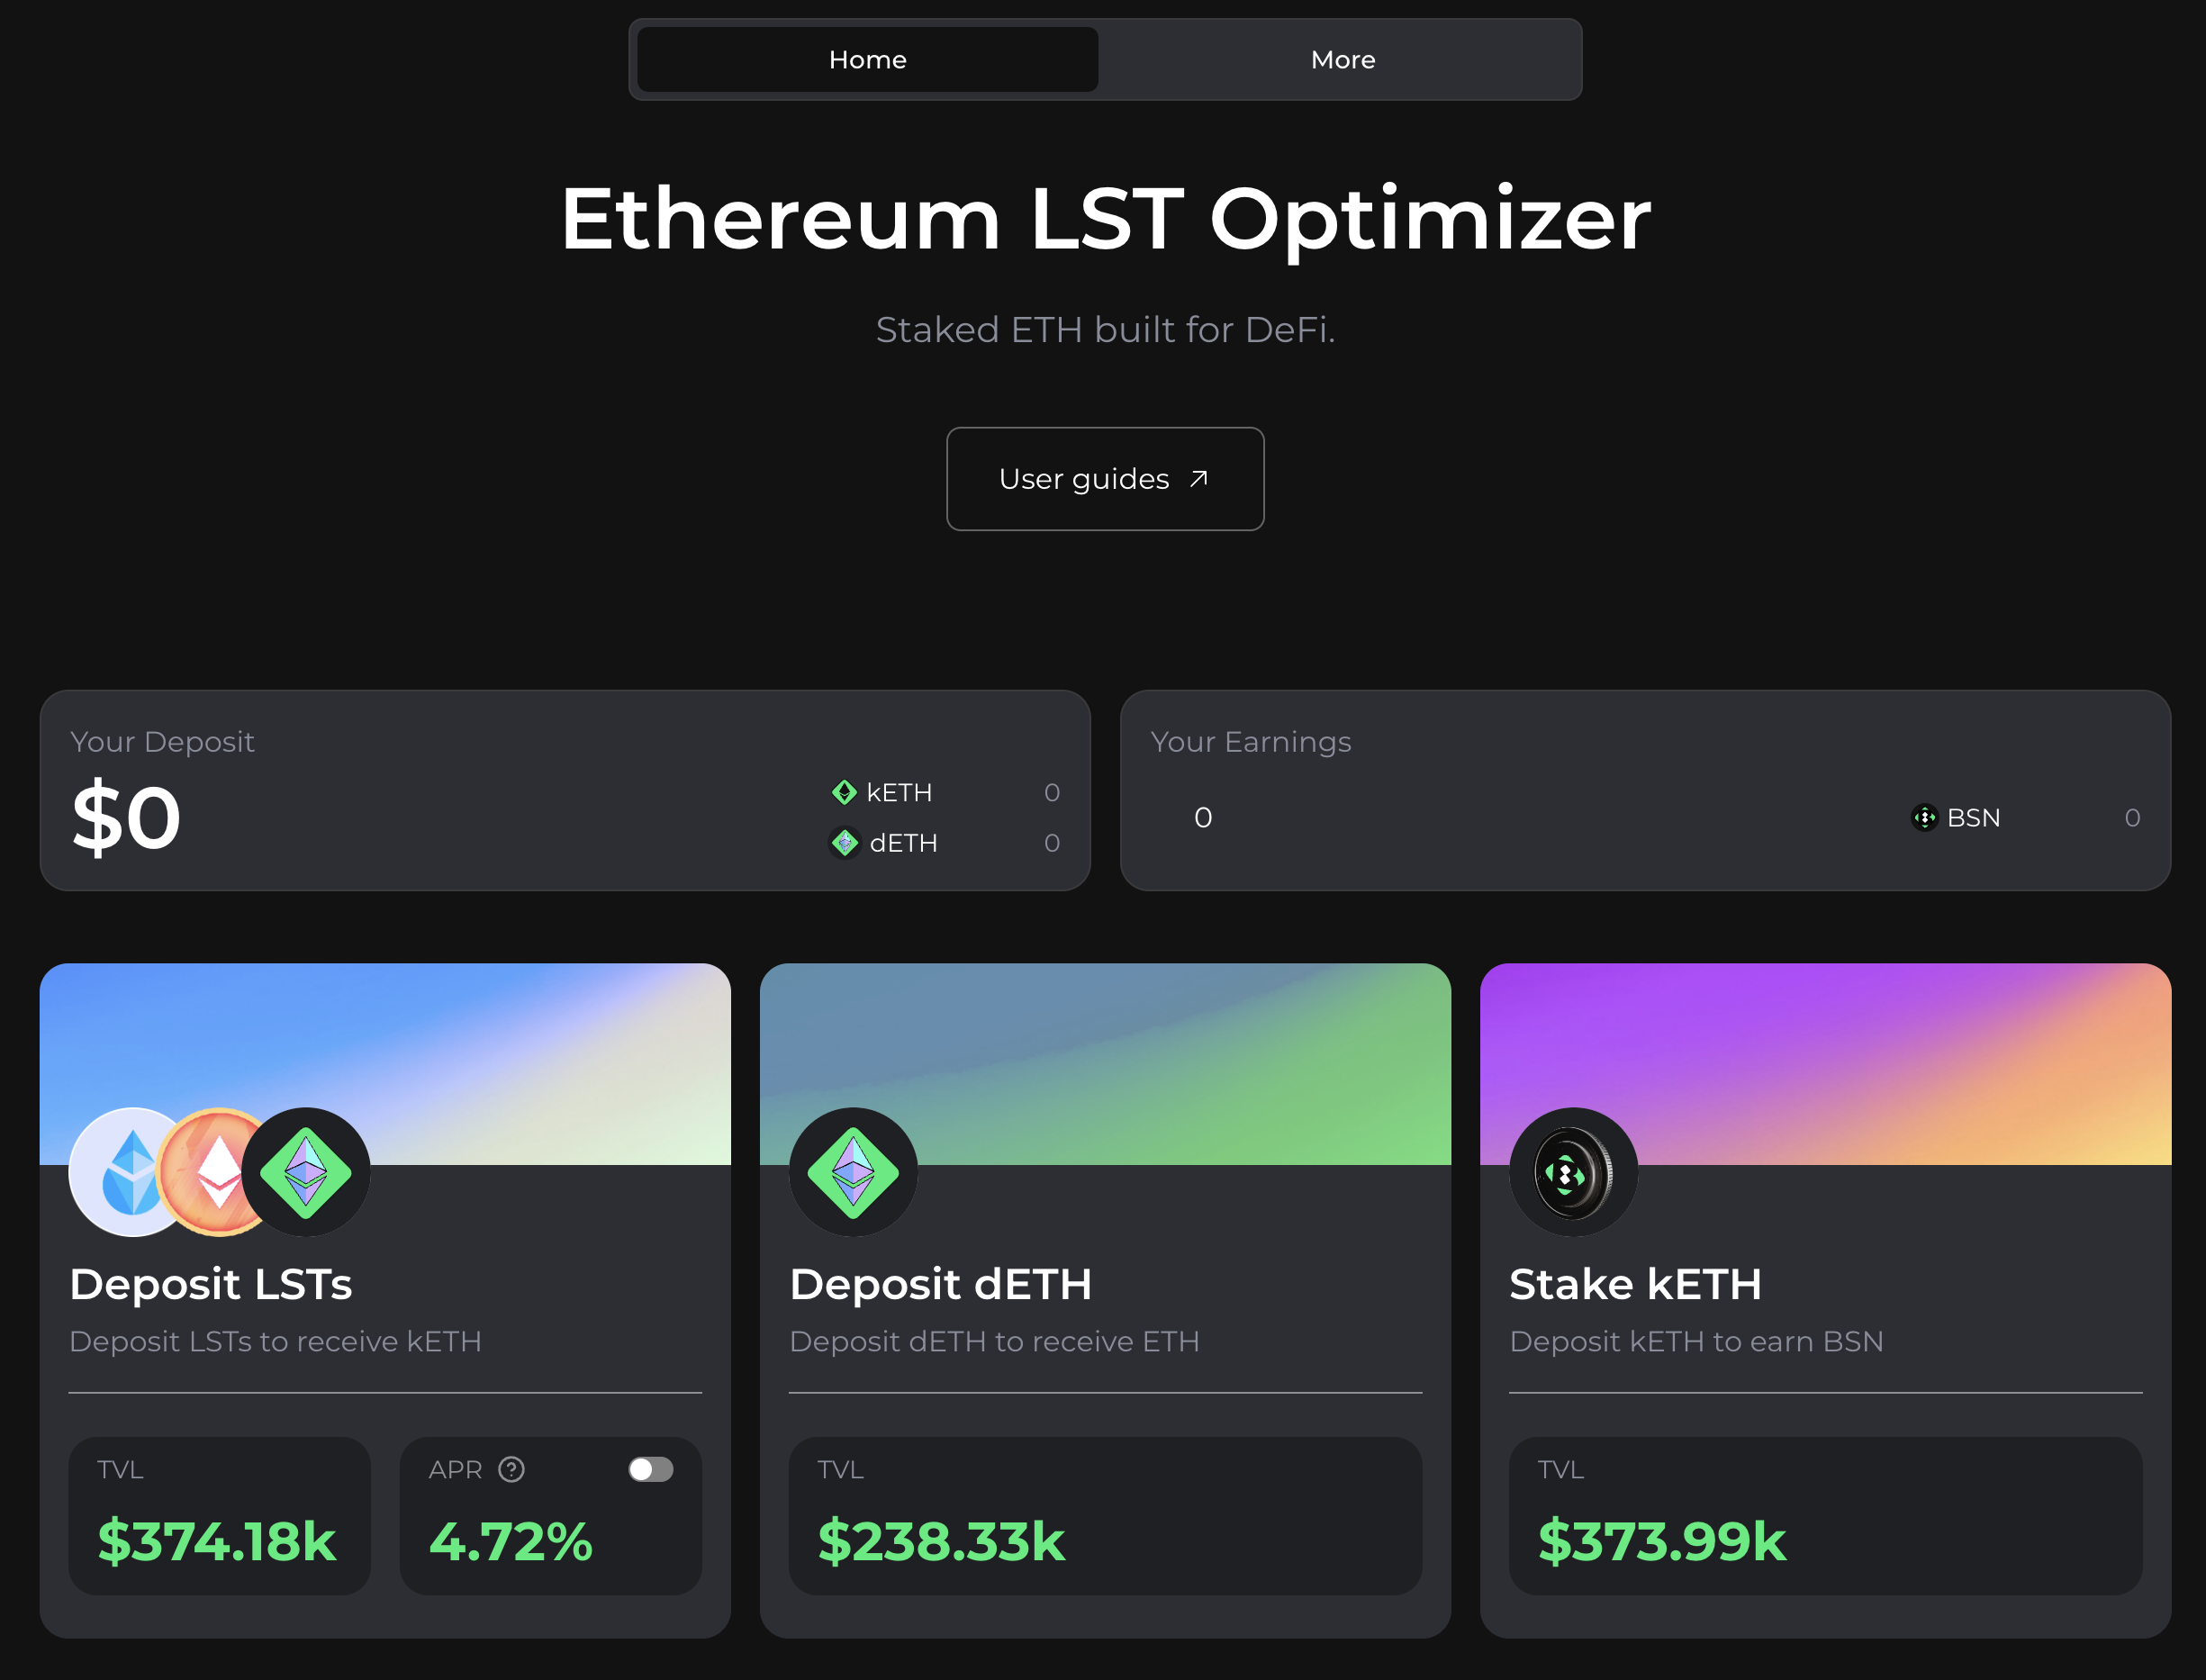 Home
More
Ethereum LST Optimizer
Staked ETH built for DeFi.
User guides
Your Deposit
$0
kETH 0
dETH 0
Your Earnings
0
BSN 0
Deposit LSTs
Deposit LSTs to receive kETH
TVL
$374.18k
APR
4.72%
Deposit dETH
Deposit dETH to receive ETH
TVL
$238.33k
Stake kETH
Deposit kETH to earn BSN
TVL
$373.99k